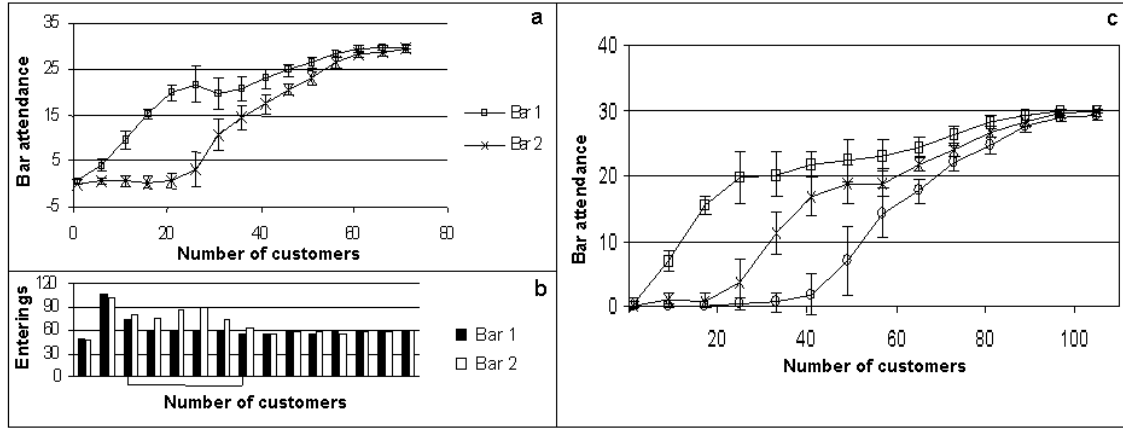 a
35
25
15
5
-5
Bar attendance
0 20 40 60 80
Number of customers
Bar 1
Bar 2
b
120
90
60
30
0
Enterings
Bar 1
Bar 2
Number of customers
c
40
30
20
10
0
Bar attendance
20 40 60 80 100
Number of customers